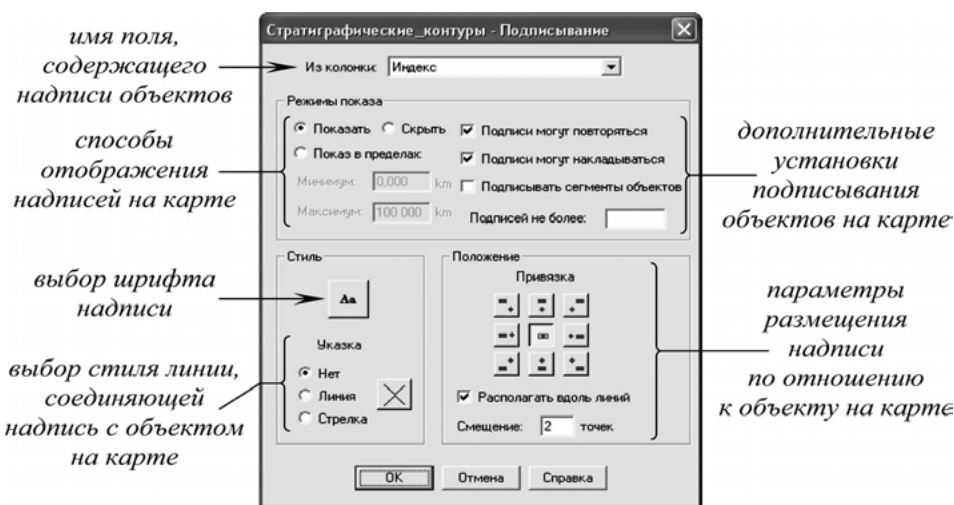 имя поля,
содержащего
надписи объектов
способы
отображения
надписей на карте
выбор шрифта
надписи
выбор стиля линии,
соединяющей
надпись с объектом
на карте
Стратиграфические_контуры - Подписывание
Из колонки: Индекс
Режимы показа
Показать Скрыть Подписи могут повторяться
Показ в пределах: Подписи могут накладываться
Минимум: 0,000 km Подписывать сегменты объектов
Максимум: 100 000 km Подписей не более:
Стиль
Aa
Указка
Нет
Линия
Стрелка
Положение
Привязка
Располагать вдоль линий
Смещение: 2 точек
OK Отмена Справка
дополнительные
установки
подписывания
объектов на карте
параметры
размещения
надписи
по отношению
к объекту на карте